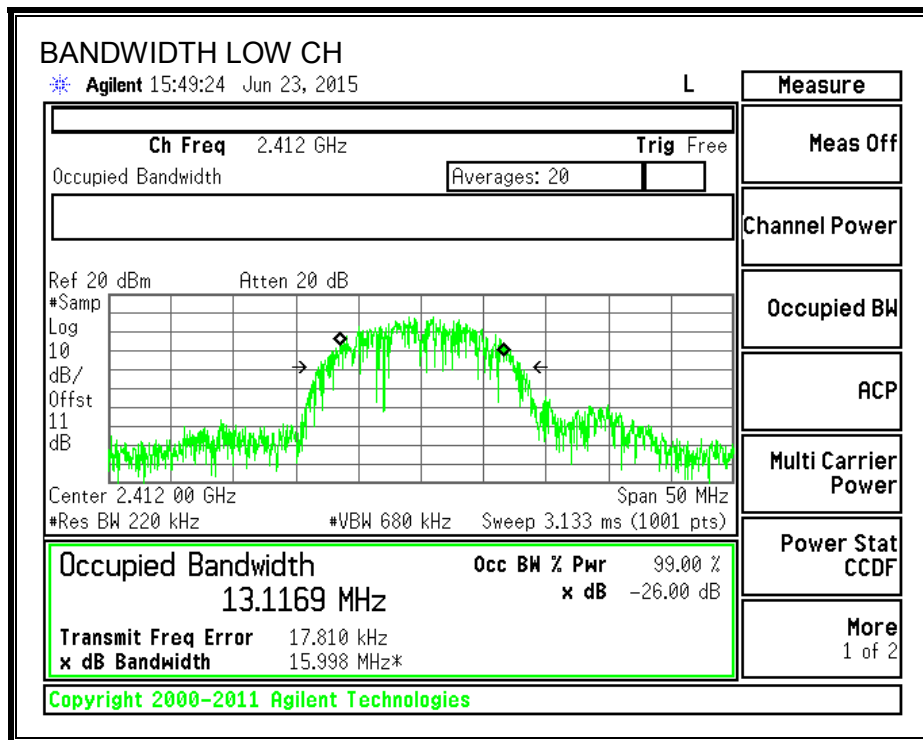 BANDWIDTH LOW CH
Agilent 15:49:24 Jun 23, 2015 L
Measure
Ch Freq 2.412 GHz Trig Free
Meas Off
Occupied Bandwidth Averages: 20
Channel Power
Ref 20 dBm Atten 20 dB
#Samp
Log
10
dB/
Offst
11
dB
Occupied BW
ACP
Center 2.412 00 GHz Span 50 MHz
#Res BW 220 kHz #VBW 680 kHz Sweep 3.133 ms (1001 pts)
Multi Carrier
Power
Occupied Bandwidth
13.1169 MHz
Occ BW % Pwr 99.00 %
x dB -26.00 dB
Transmit Freq Error 17.810 kHz
x dB Bandwidth 15.998 MHz*
Power Stat
CCDF
More
1 of 2
Copyright 2000-2011 Agilent Technologies